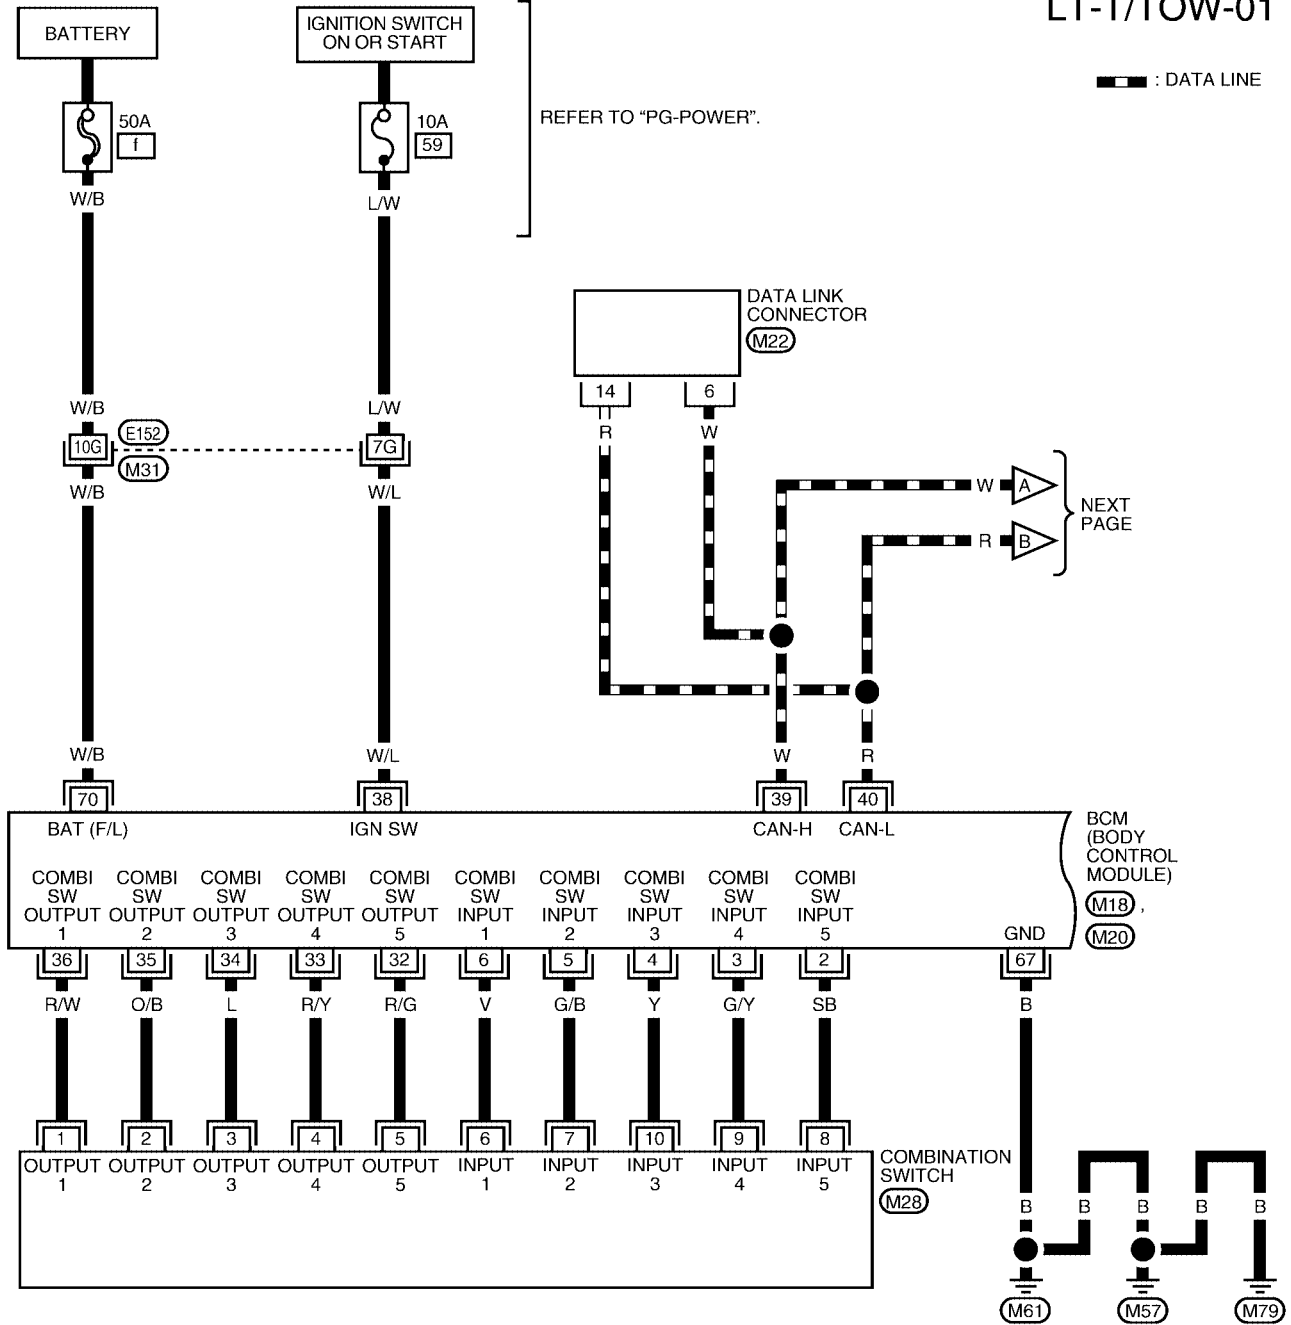 LT-T/TOW-01
BATTERY
IGNITION SWITCH
ON OR START
: DATA LINE
50A
f
10A
59
REFER TO “PG-POWER”.
W/B
L/W
DATA LINK
CONNECTOR
M22
14
6
R
W
W/B
L/W
10G
E152
M31
7G
W/B
W/L
W
A
R
B
NEXT
PAGE
W/B
W/L
W
R
70
38
39
40
BAT (F/L)
IGN SW
CAN-H
CAN-L
BCM
(BODY
CONTROL
MODULE)
M18 ,
M20
COMBI
SW
OUTPUT
1
COMBI
SW
OUTPUT
2
COMBI
SW
OUTPUT
3
COMBI
SW
OUTPUT
4
COMBI
SW
OUTPUT
5
COMBI
SW
INPUT
1
COMBI
SW
INPUT
2
COMBI
SW
INPUT
3
COMBI
SW
INPUT
4
COMBI
SW
INPUT
5
GND
36
35
34
33
32
6
5
4
3
2
67
R/W
O/B
L
R/Y
R/G
V
G/B
Y
G/Y
SB
B
1
2
3
4
5
6
7
10
9
8
OUTPUT
1
OUTPUT
2
OUTPUT
3
OUTPUT
4
OUTPUT
5
INPUT
1
INPUT
2
INPUT
3
INPUT
4
INPUT
5
COMBINATION
SWITCH
M28
B
B
B
B
B
M61
M57
M79